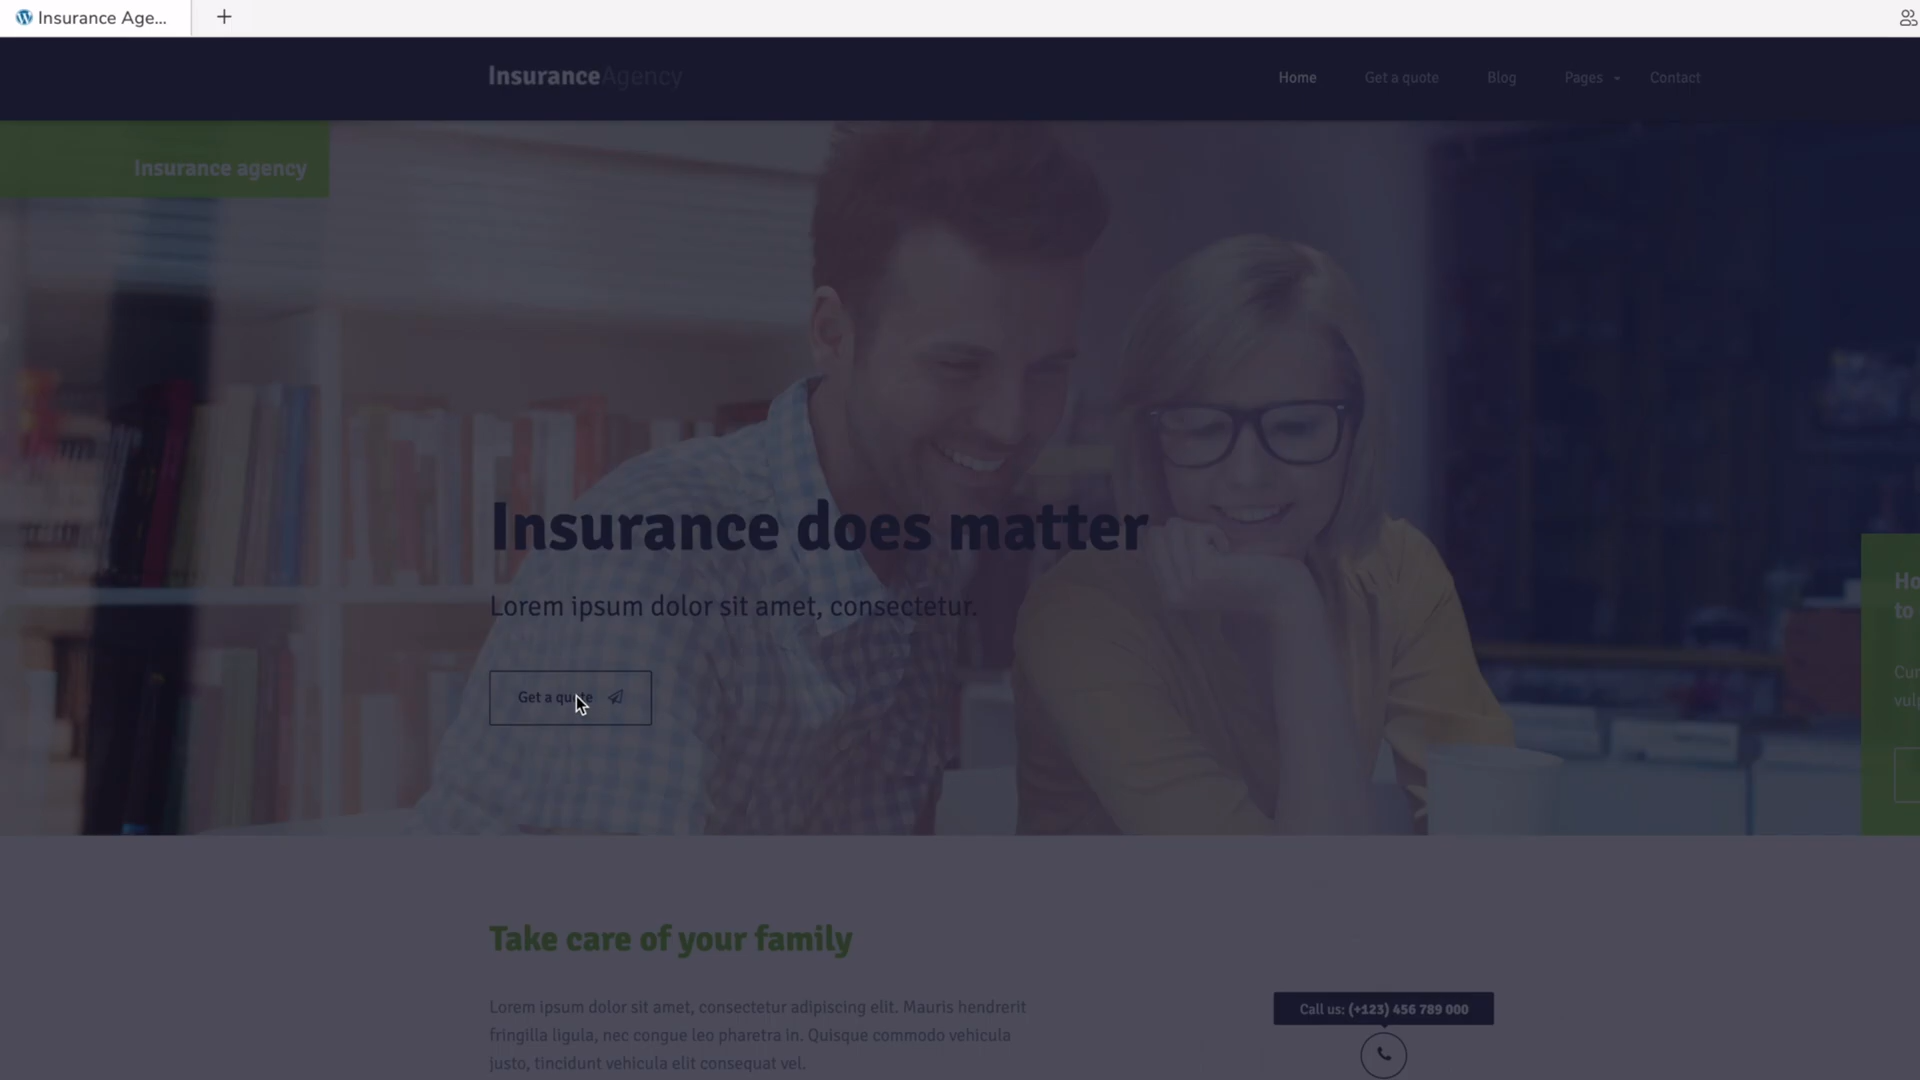 Insurance Age...
InsuranceAgency
Home Get a quote Blog Pages Contact
Insurance agency
Insurance does matter
Lorem ipsum dolor sit amet, consectetur.
Get a quote
to
Take care of your family
Lorem ipsum dolor sit amet, consectetur adipiscing elit. Mauris hendrerit
fringilla ligula, nec congue leo pharetra in. Quisque commodo vehicula
justo, tincidunt vehicula elit consequat vel.
Call us: (+123) 456 789 000